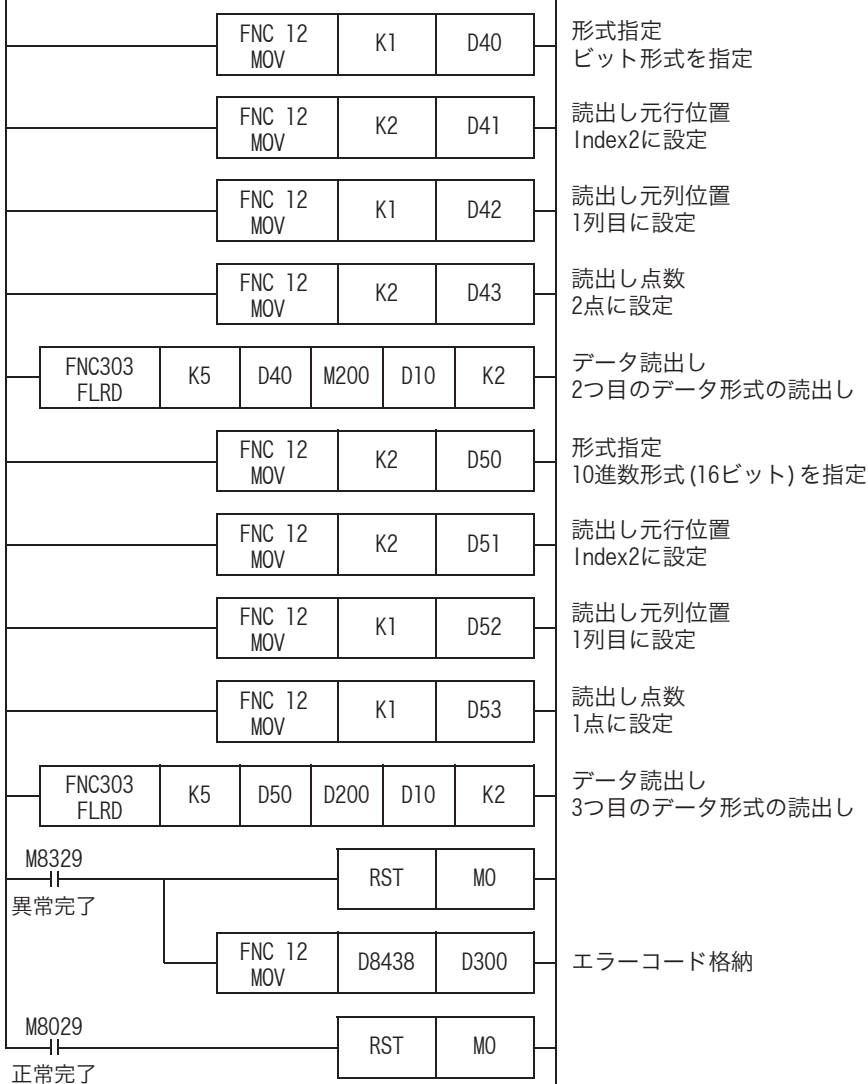 FNC 12 MOV K1 D40 形式指定
ビット形式を指定
FNC 12 MOV K2 D41 読出し元行位置
Index2に設定
FNC 12 MOV K1 D42 読出し元列位置
1列目に設定
FNC 12 MOV K2 D43 読出し点数
2点に設定
FNC303 FLRD K5 D40 M200 D10 K2 データ読出し
2つ目のデータ形式の読出し
FNC 12 MOV K2 D50 形式指定
10進数形式(16ビット)を指定
FNC 12 MOV K2 D51 読出し元行位置
Index2に設定
FNC 12 MOV K1 D52 読出し元列位置
1列目に設定
FNC 12 MOV K1 D53 読出し点数
1点に設定
FNC303 FLRD K5 D50 D200 D10 K2 データ読出し
3つ目のデータ形式の読出し
M8329 RST M0
異常完了
FNC 12 MOV D8438 D300 エラーコード格納
M8029 RST M0
正常完了